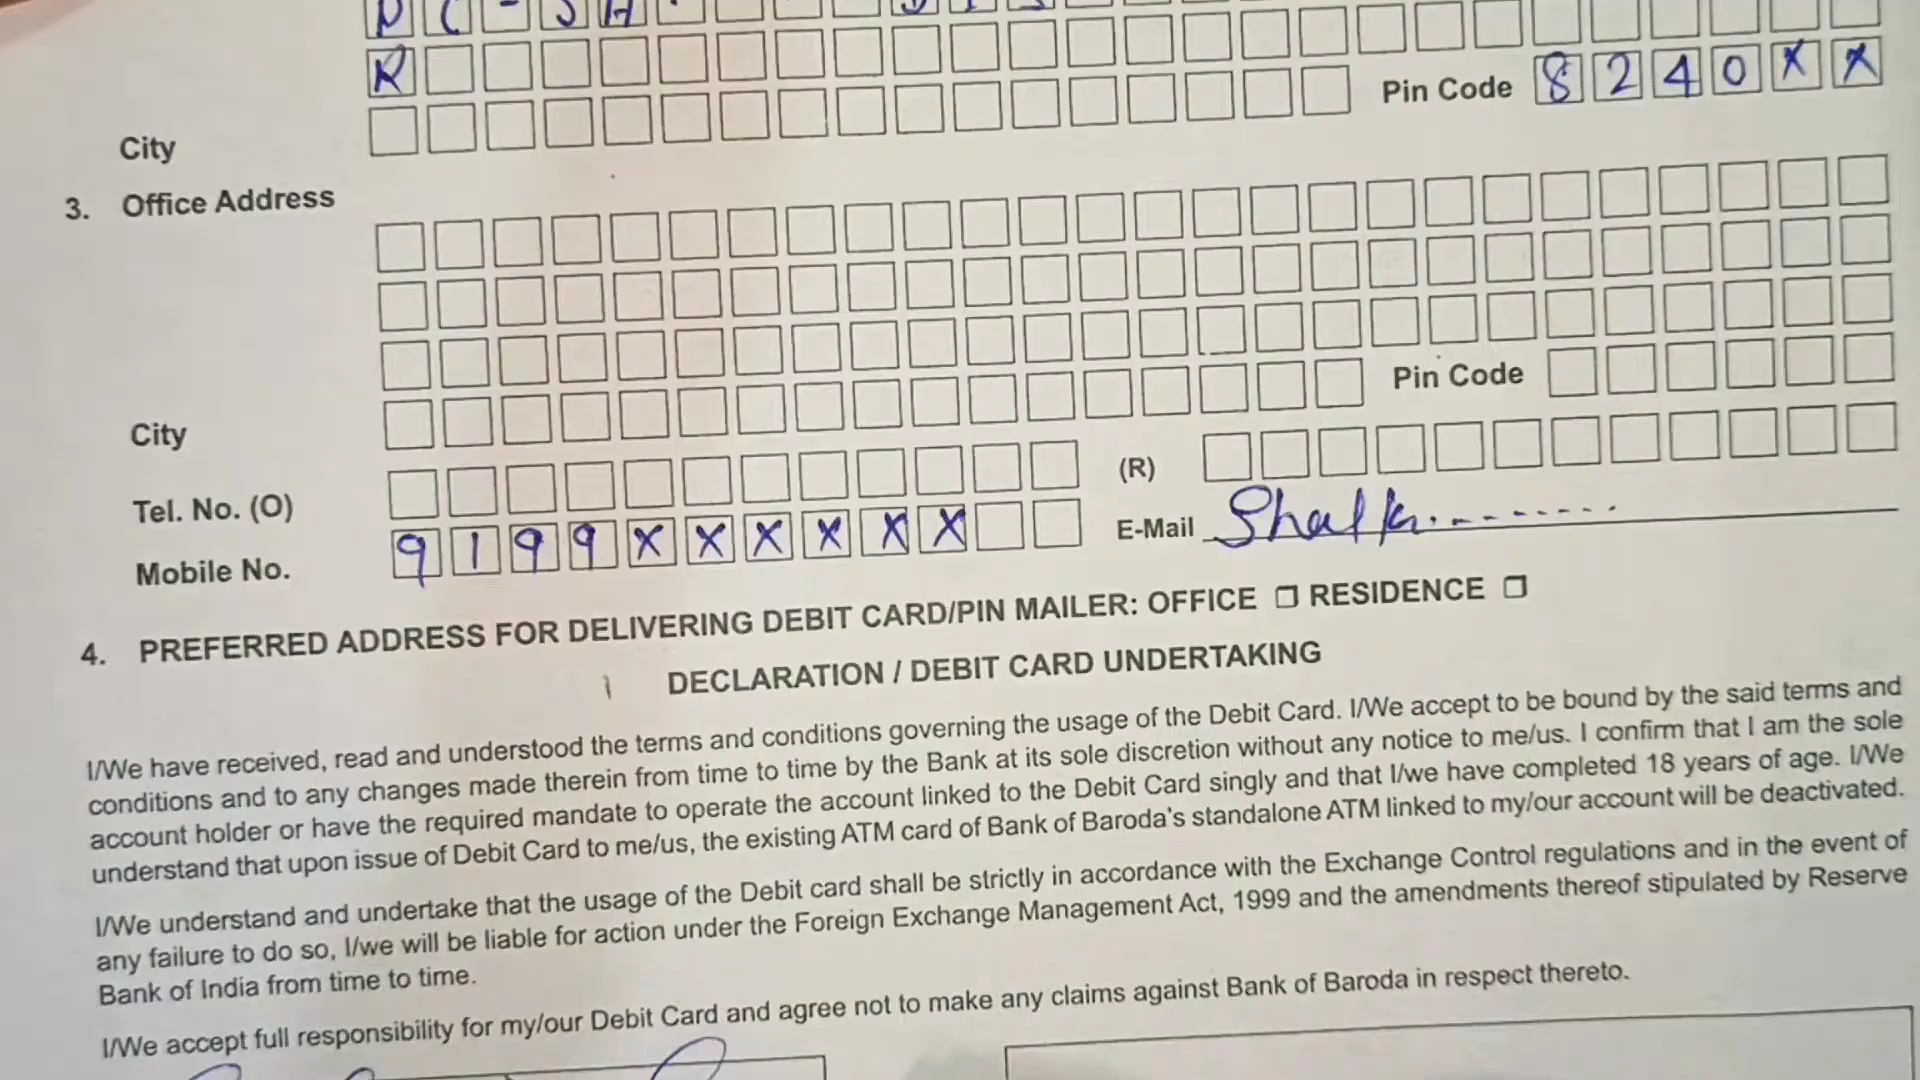 R
Pin Code 8240XX
City
3. Office Address
Pin Code
City
Tel. No. (O) (R)
Mobile No. 9199XXXXXX E-Mail
4. PREFERRED ADDRESS FOR DELIVERING DEBIT CARD/PIN MAILER: OFFICE ❐ RESIDENCE ❐
DECLARATION / DEBIT CARD UNDERTAKING
I/We have received, read and understood the terms and conditions governing the usage of the Debit Card. I/We accept to be bound by the said terms and
conditions and to any changes made therein from time to time by the Bank at its sole discretion without any notice to me/us. I confirm that I am the sole
account holder or have the required mandate to operate the account linked to the Debit Card singly and that I/we have completed 18 years of age. I/We
understand that upon issue of Debit Card to me/us, the existing ATM card of Bank of Baroda's standalone ATM linked to my/our account will be deactivated.
I/We understand and undertake that the usage of the Debit card shall be strictly in accordance with the Exchange Control regulations and in the event of
any failure to do so, I/we will be liable for action under the Foreign Exchange Management Act, 1999 and the amendments thereof stipulated by Reserve
Bank of India from time to time.
I/We accept full responsibility for my/our Debit Card and agree not to make any claims against Bank of Baroda in respect thereto.